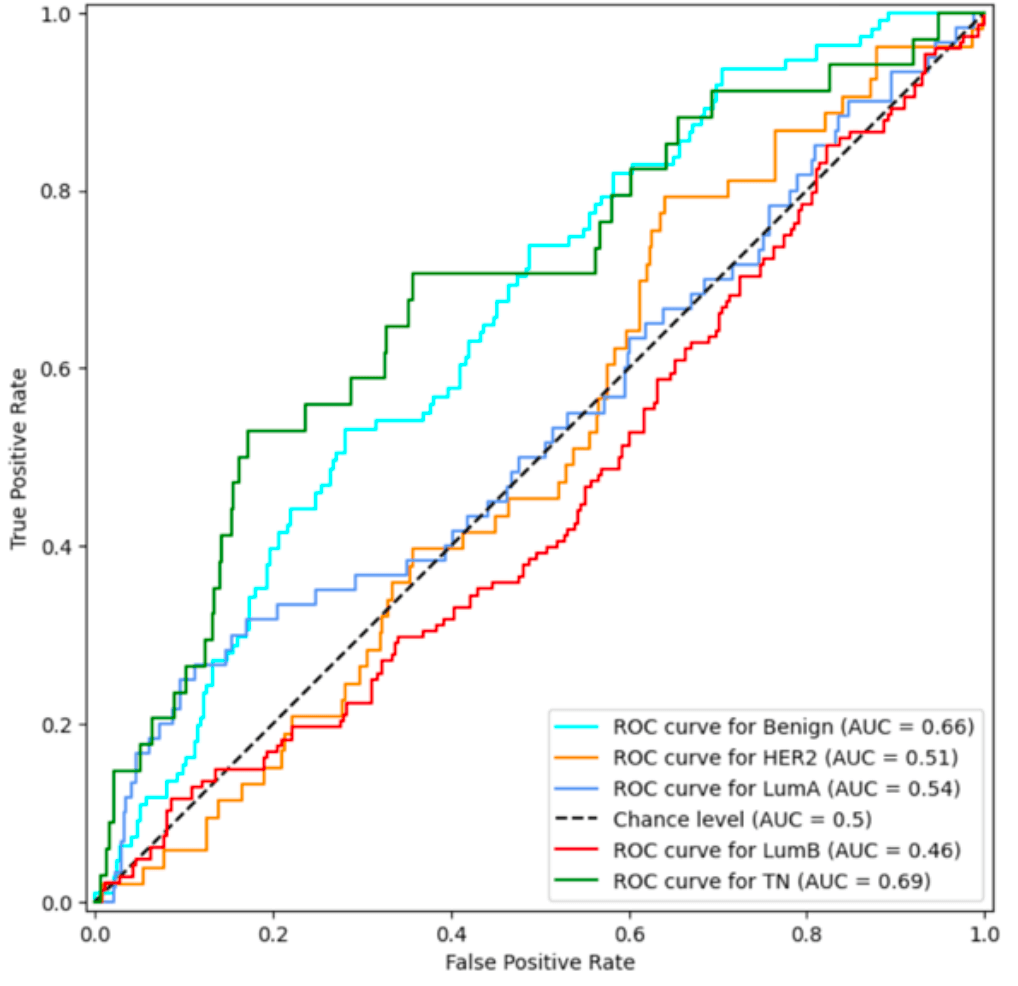 1.0
0.8
0.6
0.4
0.2
0.0
True Positive Rate
ROC curve for Benign (AUC = 0.66)
ROC curve for HER2 (AUC = 0.51)
ROC curve for LumA (AUC = 0.54)
Chance level (AUC = 0.5)
ROC curve for LumB (AUC = 0.46)
ROC curve for TN (AUC = 0.69)
0.0 0.2 0.4 0.6 0.8 1.0
False Positive Rate